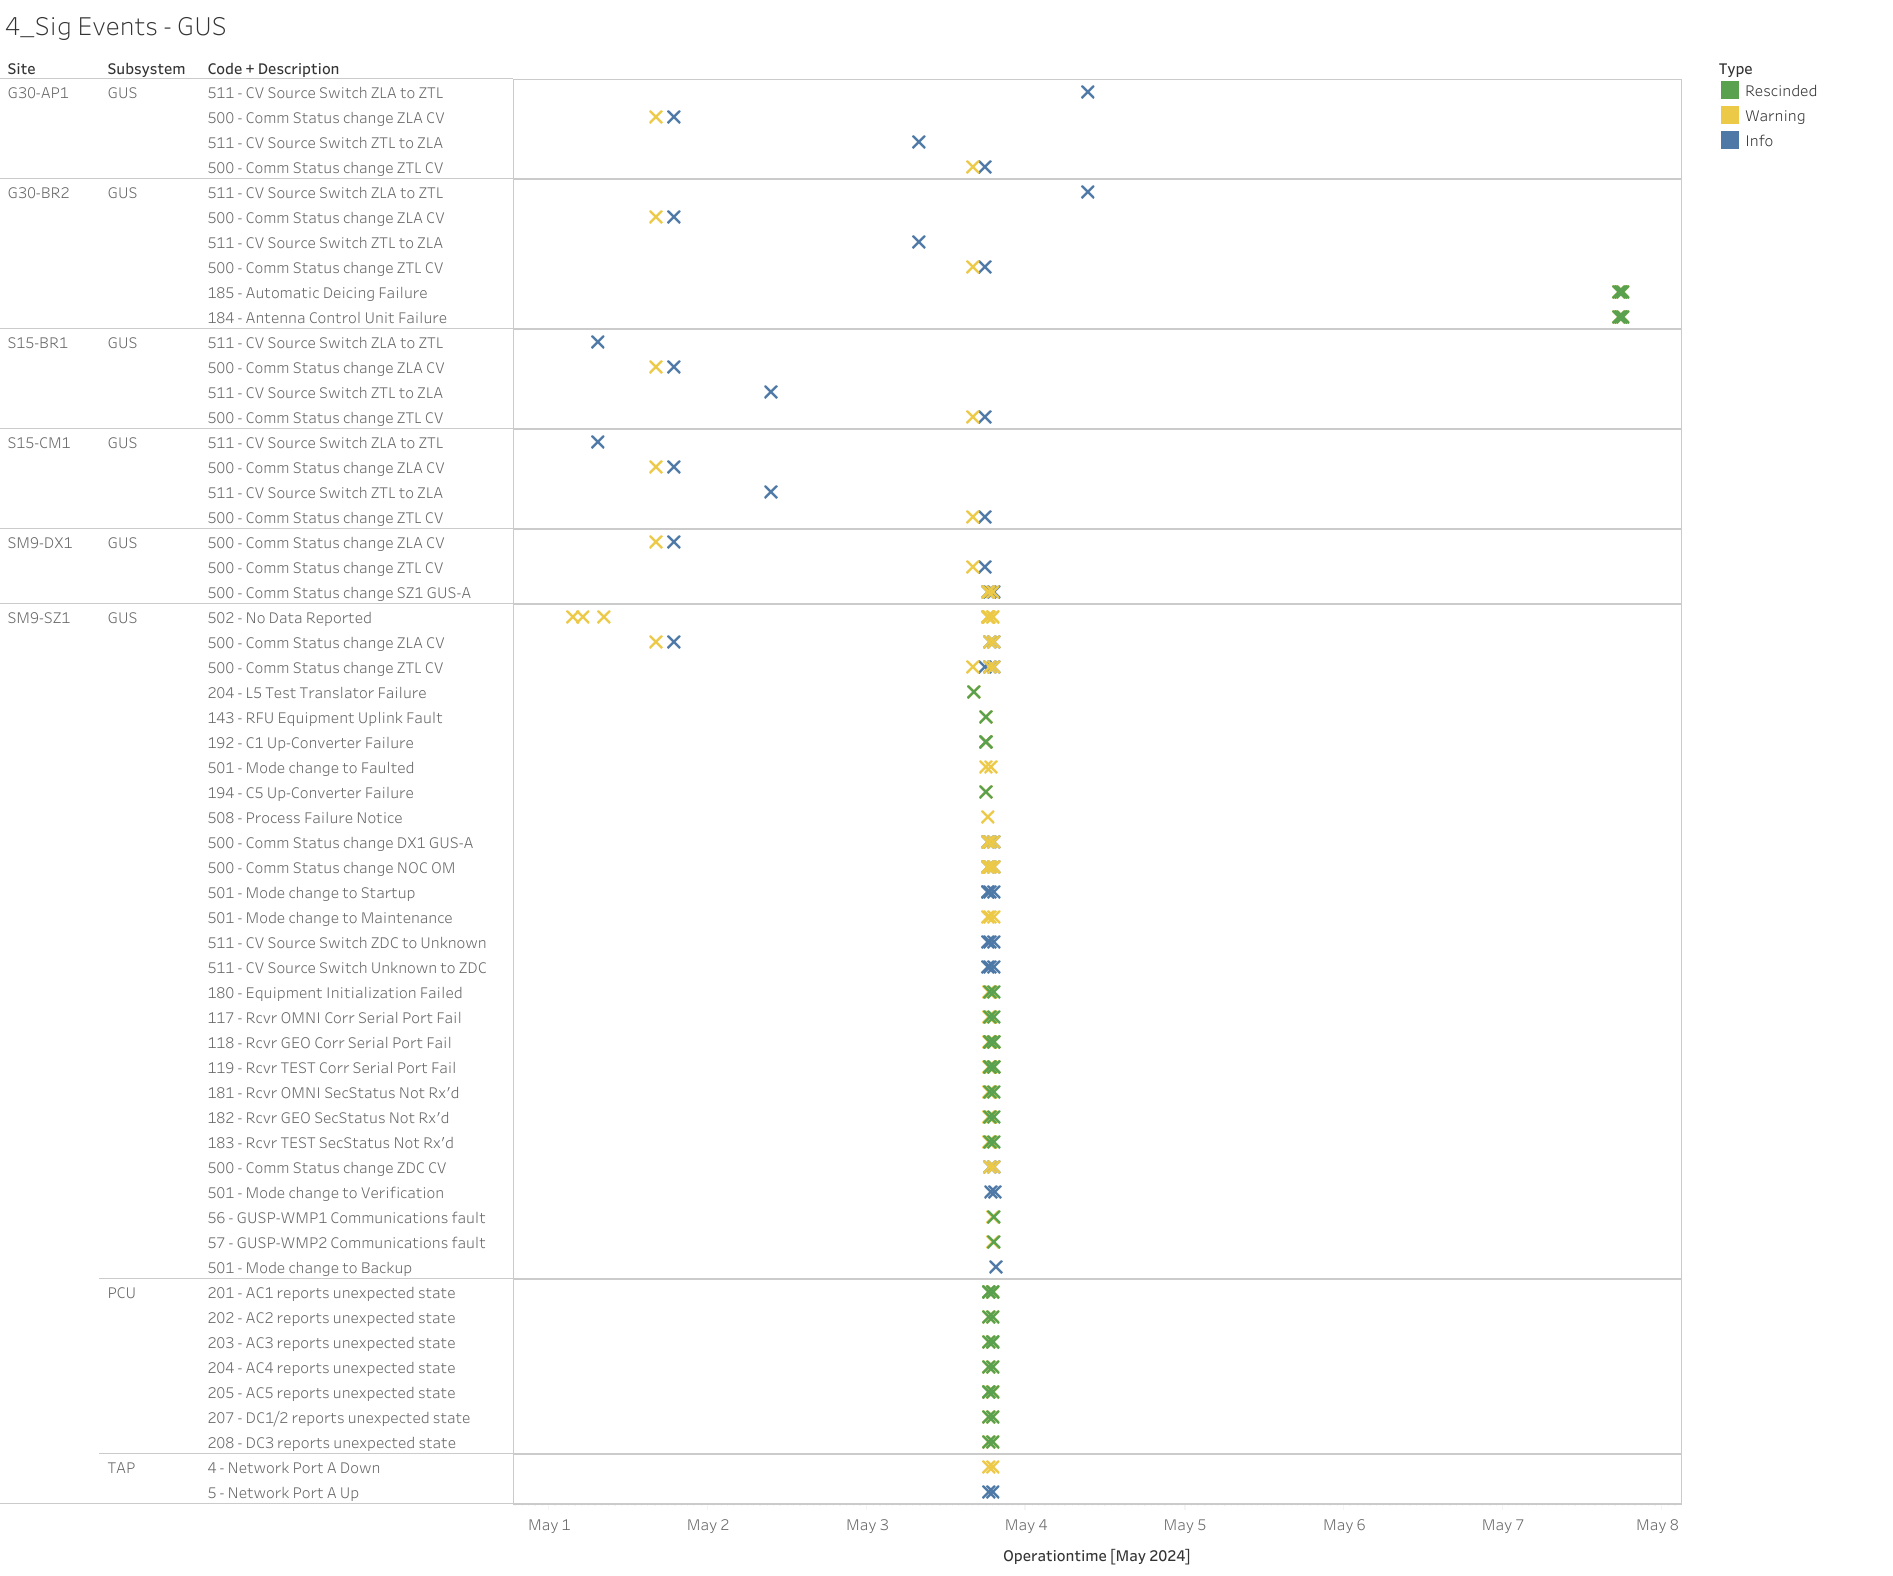 4_Sig Events - GUS
Site Subsystem Code + Description Type
G30-AP1 GUS 511 - CV Source Switch ZLA to ZTL Rescinded
500 - Comm Status change ZLA CV Warning
511 - CV Source Switch ZTL to ZLA Info
500 - Comm Status change ZTL CV
G30-BR2 GUS 511 - CV Source Switch ZLA to ZTL
500 - Comm Status change ZLA CV
511 - CV Source Switch ZTL to ZLA
500 - Comm Status change ZTL CV
185 - Automatic Deicing Failure
184 - Antenna Control Unit Failure
S15-BR1 GUS 511 - CV Source Switch ZLA to ZTL
500 - Comm Status change ZLA CV
511 - CV Source Switch ZTL to ZLA
500 - Comm Status change ZTL CV
S15-CM1 GUS 511 - CV Source Switch ZLA to ZTL
500 - Comm Status change ZLA CV
511 - CV Source Switch ZTL to ZLA
500 - Comm Status change ZTL CV
SM9-DX1 GUS 500 - Comm Status change ZLA CV
500 - Comm Status change ZTL CV
500 - Comm Status change SZ1 GUS-A
SM9-SZ1 GUS 502 - No Data Reported
500 - Comm Status change ZLA CV
500 - Comm Status change ZTL CV
204 - L5 Test Translator Failure
143 - RFU Equipment Uplink Fault
192 - C1 Up-Converter Failure
501 - Mode change to Faulted
194 - C5 Up-Converter Failure
508 - Process Failure Notice
500 - Comm Status change DX1 GUS-A
500 - Comm Status change NOC OM
501 - Mode change to Startup
501 - Mode change to Maintenance
511 - CV Source Switch ZDC to Unknown
511 - CV Source Switch Unknown to ZDC
180 - Equipment Initialization Failed
117 - Rcvr OMNI Corr Serial Port Fail
118 - Rcvr GEO Corr Serial Port Fail
119 - Rcvr TEST Corr Serial Port Fail
181 - Rcvr OMNI SecStatus Not Rx'd
182 - Rcvr GEO SecStatus Not Rx'd
183 - Rcvr TEST SecStatus Not Rx'd
500 - Comm Status change ZDC CV
501 - Mode change to Verification
56 - GUSP-WMP1 Communications fault
57 - GUSP-WMP2 Communications fault
501 - Mode change to Backup
PCU 201 - AC1 reports unexpected state
202 - AC2 reports unexpected state
203 - AC3 reports unexpected state
204 - AC4 reports unexpected state
205 - AC5 reports unexpected state
207 - DC1/2 reports unexpected state
208 - DC3 reports unexpected state
TAP 4 - Network Port A Down
5 - Network Port A Up
May 1 May 2 May 3 May 4 May 5 May 6 May 7 May 8
Operationtime [May 2024]